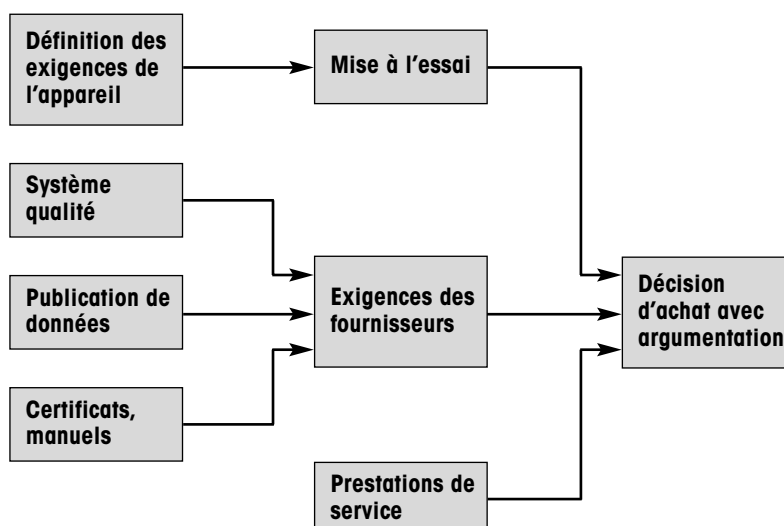 Définition des
exigences de
l'appareil
Mise à l'essai
Système
qualité
Publication de
données
Exigences des
fournisseurs
Décision
d'achat avec
argumentation
Certificats,
manuels
Prestations de
service